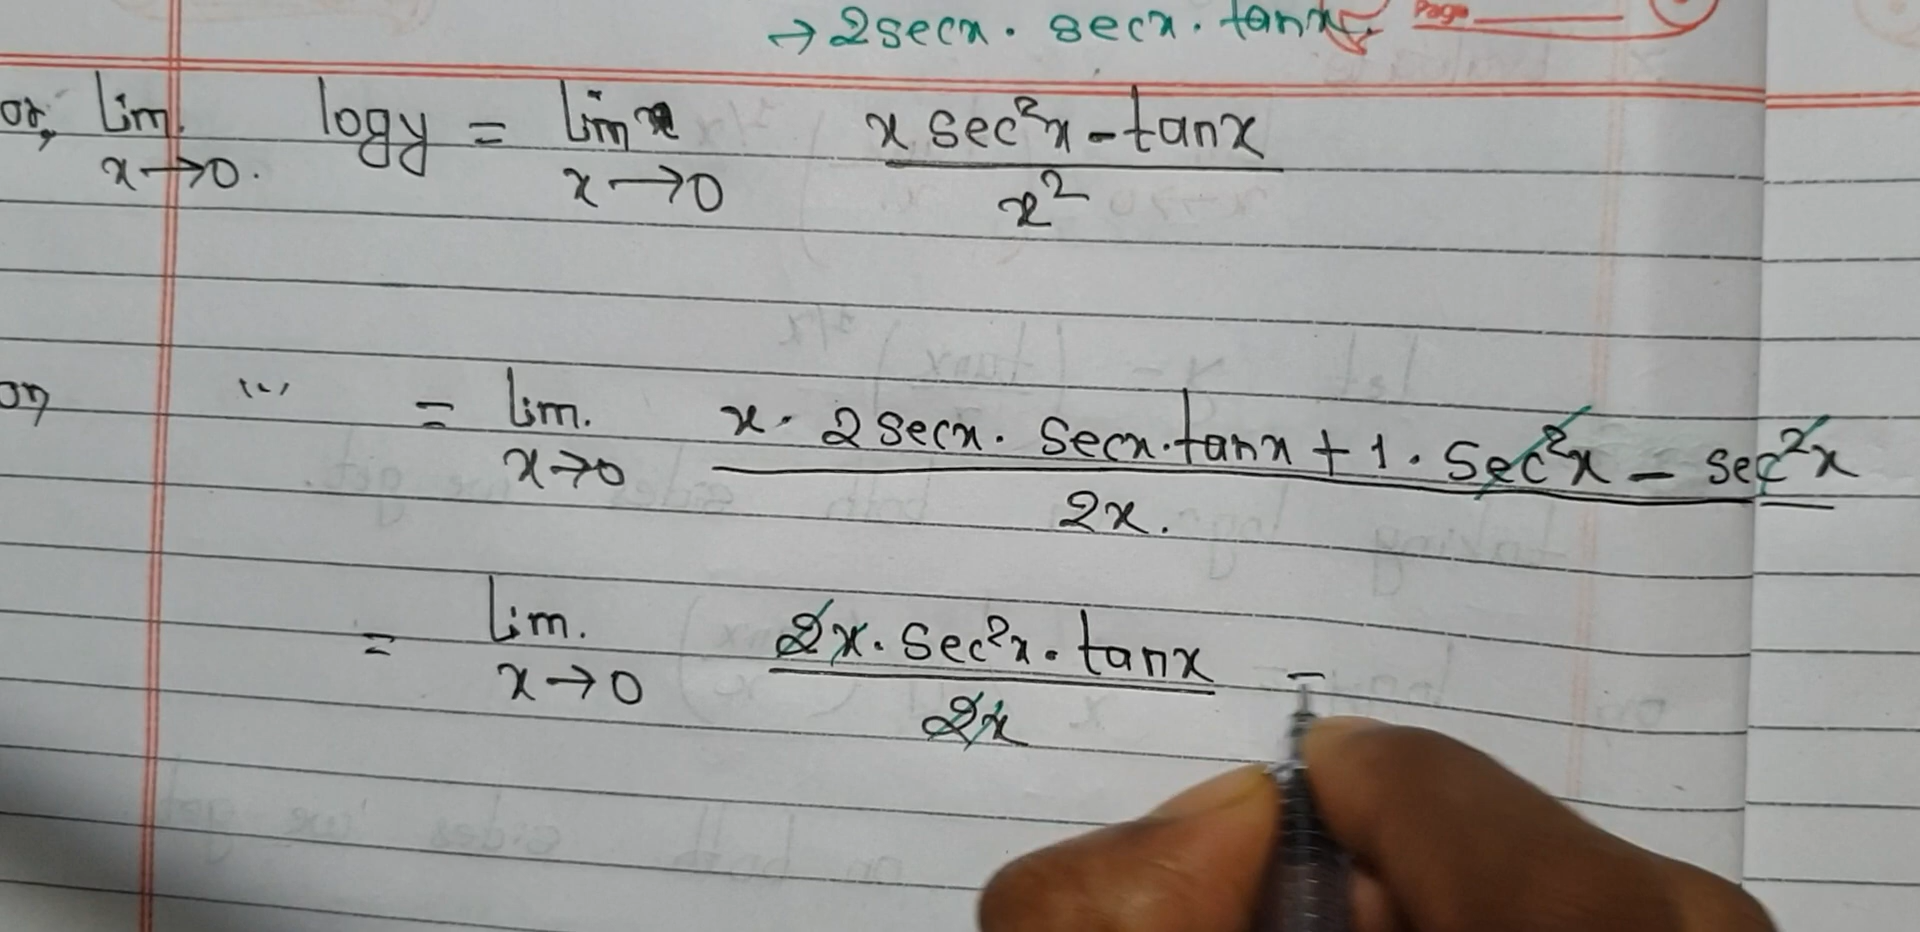 → 2secx. secx. tanx. Page
or, lim. x→0. logy = lim x→0 x sec²x - tanx / x²
or " = lim. x→0 x. 2secx. secx.tanx + 1. sec²x - sec²x / 2x.
= lim. x→0 2x. sec²x. tanx / 2x =